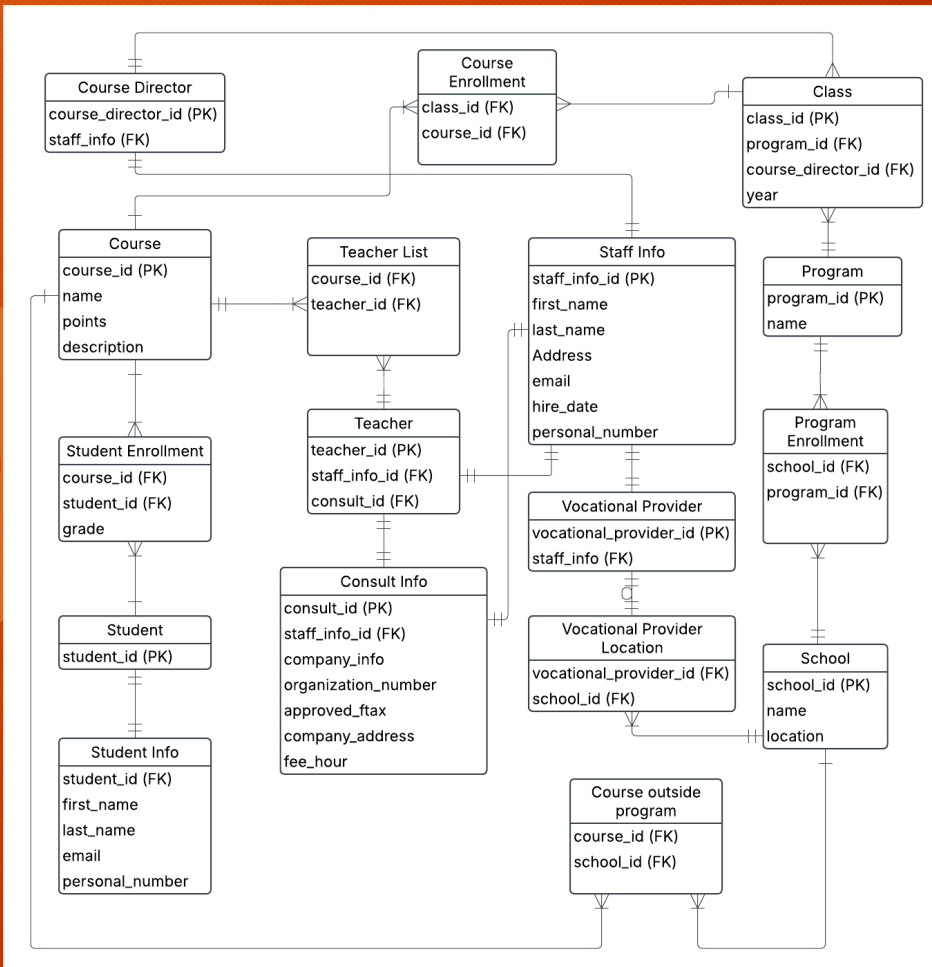 Course Director
course_director_id (PK)
staff_info (FK)
Course
Enrollment
class_id (FK)
course_id (FK)
Class
class_id (PK)
program_id (FK)
course_director_id (FK)
year
Course
course_id (PK)
name
points
description
Teacher List
course_id (FK)
teacher_id (FK)
Staff Info
staff_info_id (PK)
first_name
last_name
Address
email
hire_date
personal_number
Program
program_id (PK)
name
Student Enrollment
course_id (FK)
student_id (FK)
grade
Teacher
teacher_id (PK)
staff_info_id (FK)
consult_id (FK)
Program
Enrollment
school_id (FK)
program_id (FK)
Vocational Provider
vocational_provider_id (PK)
staff_info (FK)
Consult Info
consult_id (PK)
staff_info_id (FK)
company_info
organization_number
approved_ftax
company_address
fee_hour
Student
student_id (PK)
Vocational Provider
Location
vocational_provider_id (FK)
school_id (FK)
School
school_id (PK)
name
location
Student Info
student_id (FK)
first_name
last_name
email
personal_number
Course outside
program
course_id (FK)
school_id (FK)